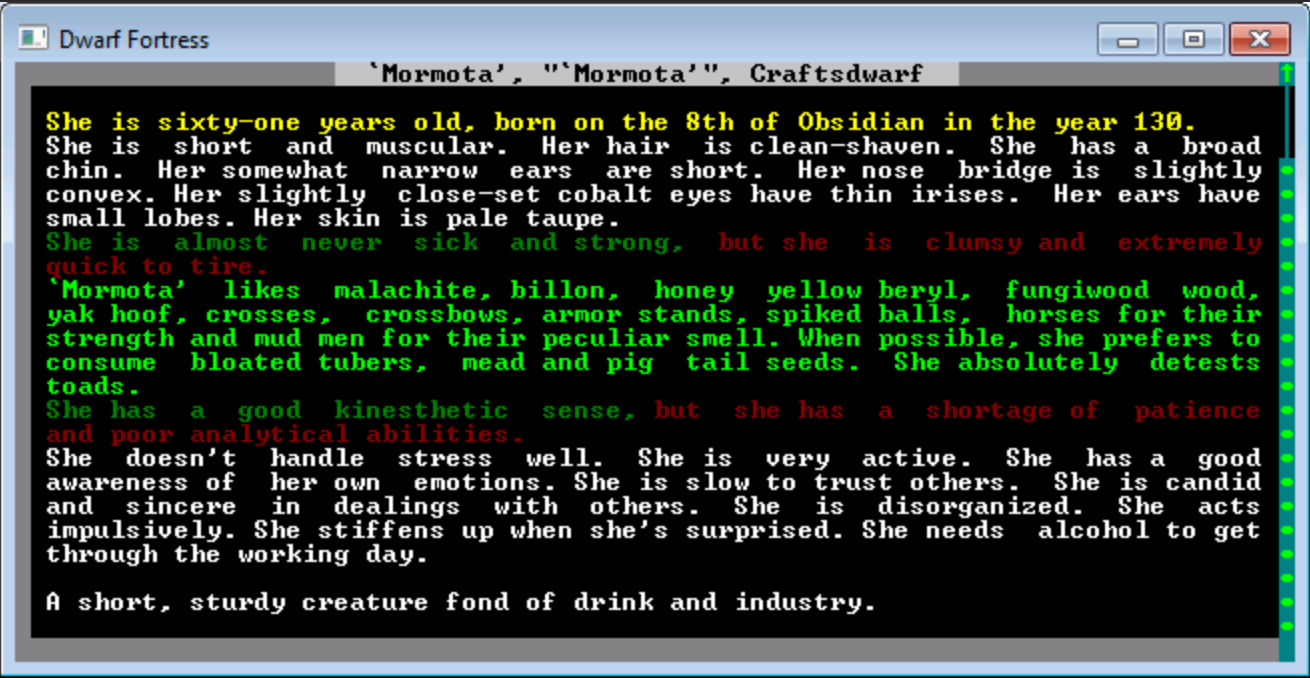 Dwarf Fortress
`Mormota', "`Mormota'", Craftsdwarf
She is sixty-one years old, born on the 8th of Obsidian in the year 130.
She is short and muscular. Her hair is clean-shaven. She has a broad
chin. Her somewhat narrow ears are short. Her nose bridge is slightly
convex. Her slightly close-set cobalt eyes have thin irises. Her ears have
small lobes. Her skin is pale taupe.
She is almost never sick and strong, but she is clumsy and extremely
quick to tire.
`Mormota' likes malachite, billon, honey yellow beryl, fungiwood wood,
yak hoof, crosses, crossbows, armor stands, spiked balls, horses for their
strength and mud men for their peculiar smell. When possible, she prefers to
consume bloated tubers, mead and pig tail seeds. She absolutely detests
toads.
She has a good kinesthetic sense, but she has a shortage of patience
and poor analytical abilities.
She doesn't handle stress well. She is very active. She has a good
awareness of her own emotions. She is slow to trust others. She is candid
and sincere in dealings with others. She is disorganized. She acts
impulsively. She stiffens up when she's surprised. She needs alcohol to get
through the working day.
A short, sturdy creature fond of drink and industry.